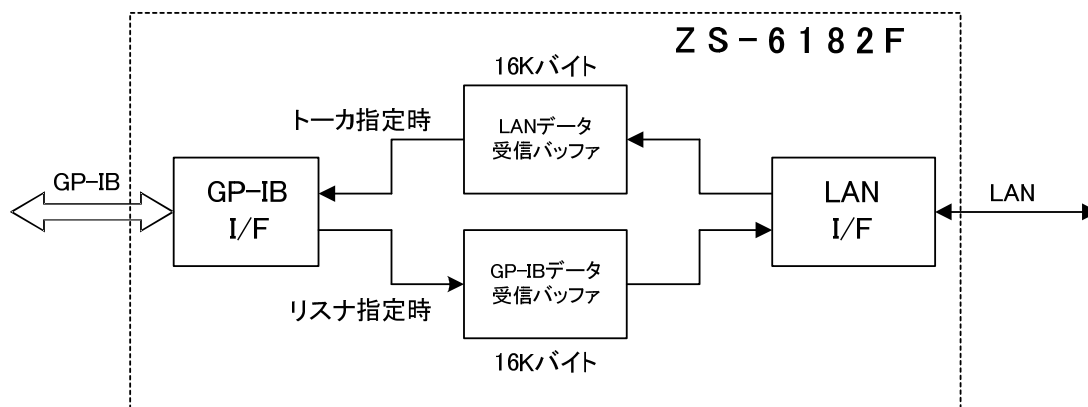 ZS-6182F
16Kバイト
トーカ指定時
LANデータ
受信バッファ
GP-IB
GP-IB
I/F
LAN
I/F
LAN
GP-IBデータ
受信バッファ
リスナ指定時
16Kバイト